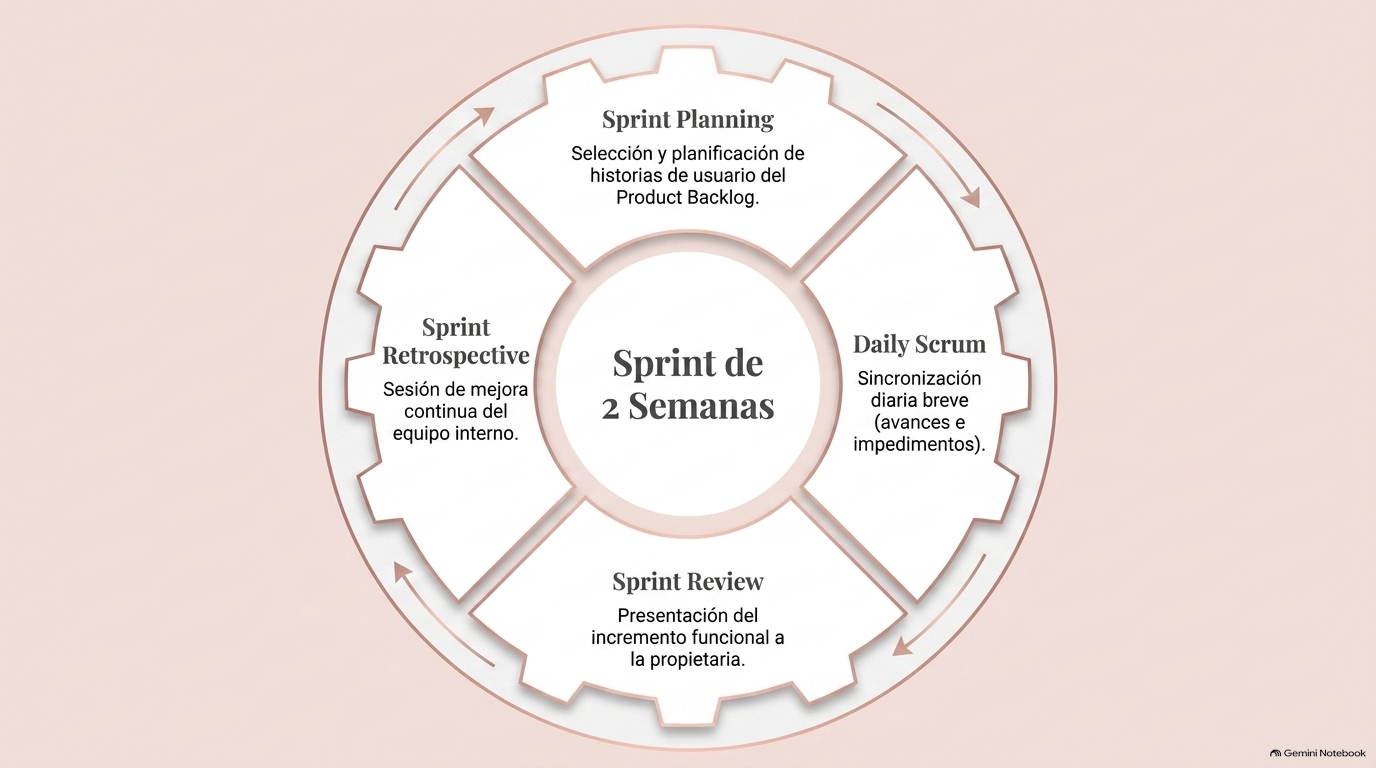 Sprint Planning
Selección y planificación de
historias de usuario del
Product Backlog.
Sprint
Retrospective
Sesión de mejora
continua del
equipo interno.
Sprint de
2 Semanas
Daily Scrum
Sincronización
diaria breve
(avances e
impedimentos).
Sprint Review
Presentación del
incremento funcional a
la propietaria.
Gemini Notebook